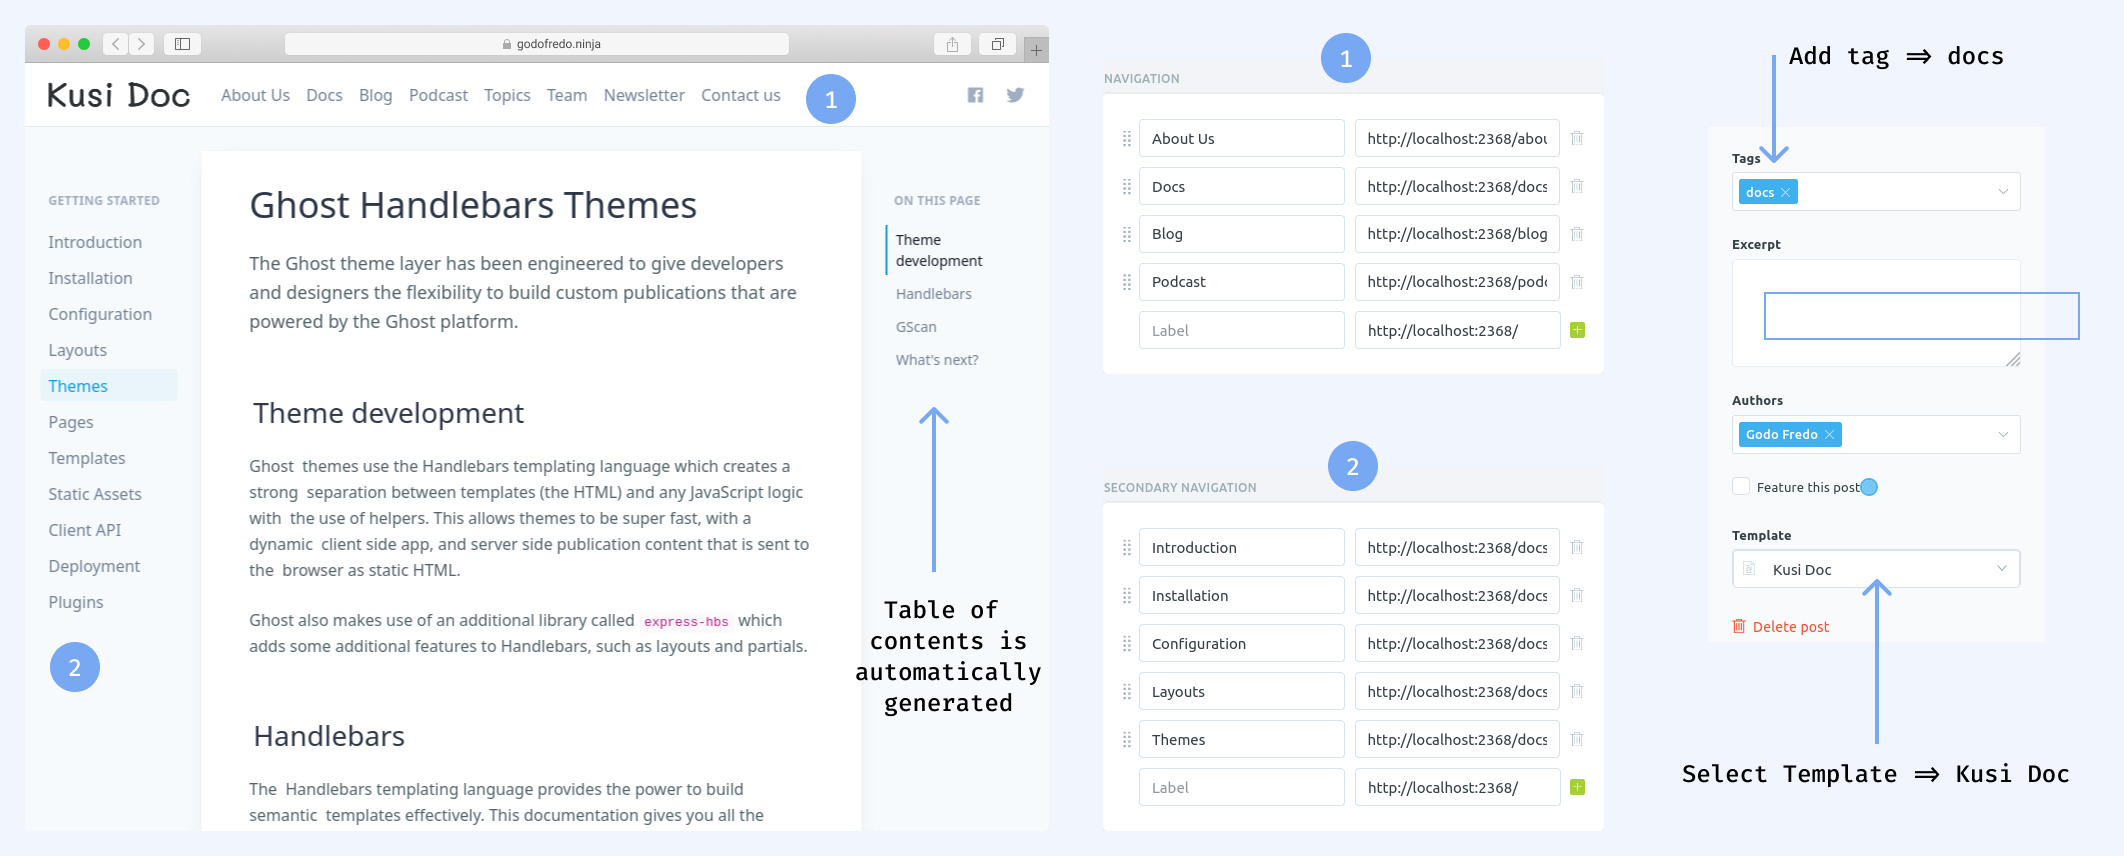 godofredo.ninja
Kusi Doc
About Us Docs Blog Podcast Topics Team Newsletter Contact us
1
GETTING STARTED
Introduction
Installation
Configuration
Layouts
Themes
Pages
Templates
Static Assets
Client API
Deployment
Plugins
2
Ghost Handlebars Themes
The Ghost theme layer has been engineered to give developers
and designers the flexibility to build custom publications that are
powered by the Ghost platform.
Theme development
Ghost themes use the Handlebars templating language which creates a
strong separation between templates (the HTML) and any JavaScript logic
with the use of helpers. This allows themes to be super fast, with a
dynamic client side app, and server side publication content that is sent to
the browser as static HTML.
Ghost also makes use of an additional library called express-hbs which
adds some additional features to Handlebars, such as layouts and partials.
Handlebars
The Handlebars templating language provides the power to build
semantic templates effectively. This documentation gives you all the
ON THIS PAGE
Theme
development
Handlebars
GScan
What's next?
Table of
contents is
automatically
generated
1
NAVIGATION
About Us http://localhost:2368/abou
Docs http://localhost:2368/docs
Blog http://localhost:2368/blog
Podcast http://localhost:2368/podc
Label http://localhost:2368/
2
SECONDARY NAVIGATION
Introduction http://localhost:2368/docs
Installation http://localhost:2368/docs
Configuration http://localhost:2368/docs
Layouts http://localhost:2368/docs
Themes http://localhost:2368/docs
Label http://localhost:2368/
Add tag ⇒ docs
Tags
docs
Excerpt
Authors
Godo Fredo
Feature this post
Template
Kusi Doc
Delete post
Select Template ⇒ Kusi Doc